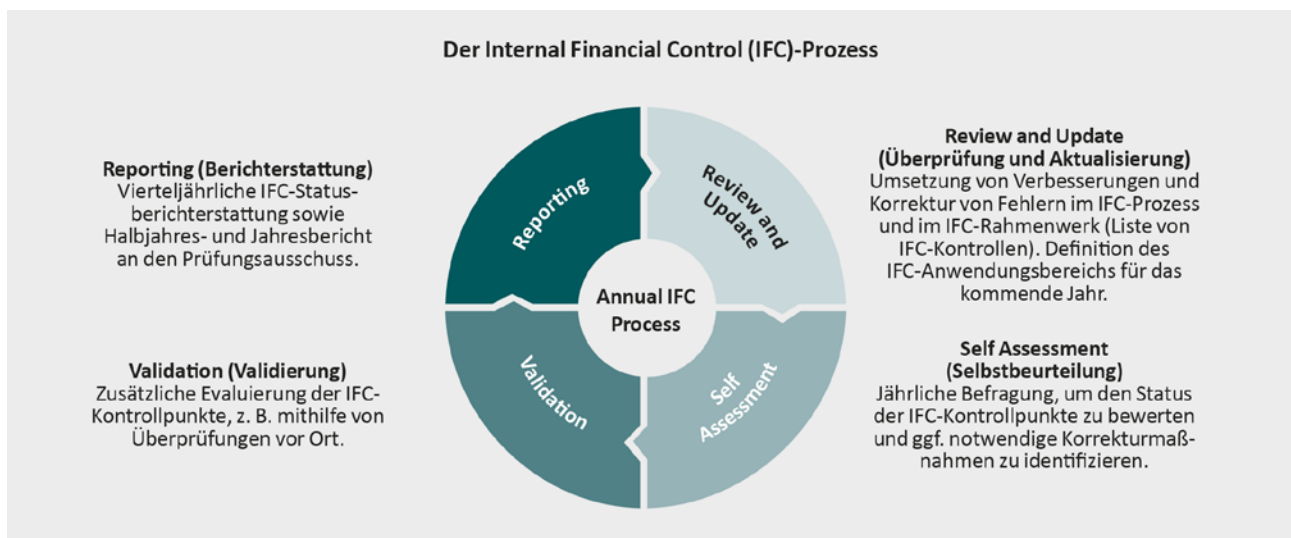 Der Internal Financial Control (IFC)-Prozess
Reporting (Berichterstattung)
Vierteljährliche IFC-Status-
berichterstattung sowie
Halbjahres- und Jahresbericht
an den Prüfungsausschuss.
Validation (Validierung)
Zusätzliche Evaluierung der IFC-
Kontrollpunkte, z. B. mithilfe von
Überprüfungen vor Ort.
Reporting
Review and
Update
Annual IFC
Process
Validation
Self
Assessment
Review and Update
(Überprüfung und Aktualisierung)
Umsetzung von Verbesserungen und
Korrektur von Fehlern im IFC-Prozess
und im IFC-Rahmenwerk (Liste von
IFC-Kontrollen). Definition des
IFC-Anwendungsbereichs für das
kommende Jahr.
Self Assessment
(Selbstbeurteilung)
Jährliche Befragung, um den Status
der IFC-Kontrollpunkte zu bewerten
und ggf. notwendige Korrekturmaß-
nahmen zu identifizieren.